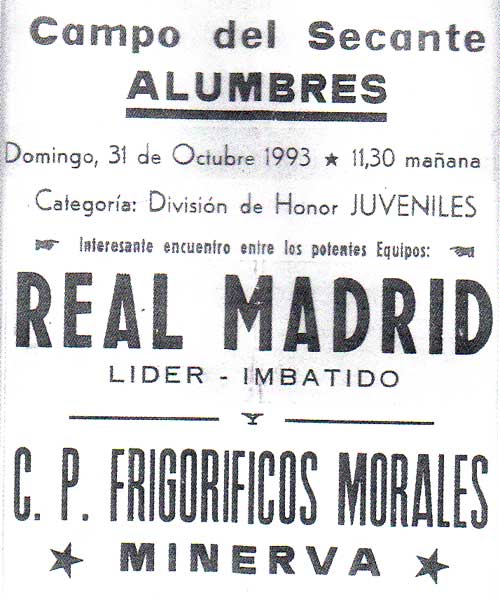 Campo del Secante
ALUMBRES
Domingo, 31 de Octubre 1993 ★ 11,30 mañana
Categoría: División de Honor JUVENILES
Interesante encuentro entre los potentes Equipos:
REAL MADRID
LIDER - IMBATIDO
C. P. FRIGORIFICOS MORALES
★ MINERVA ★